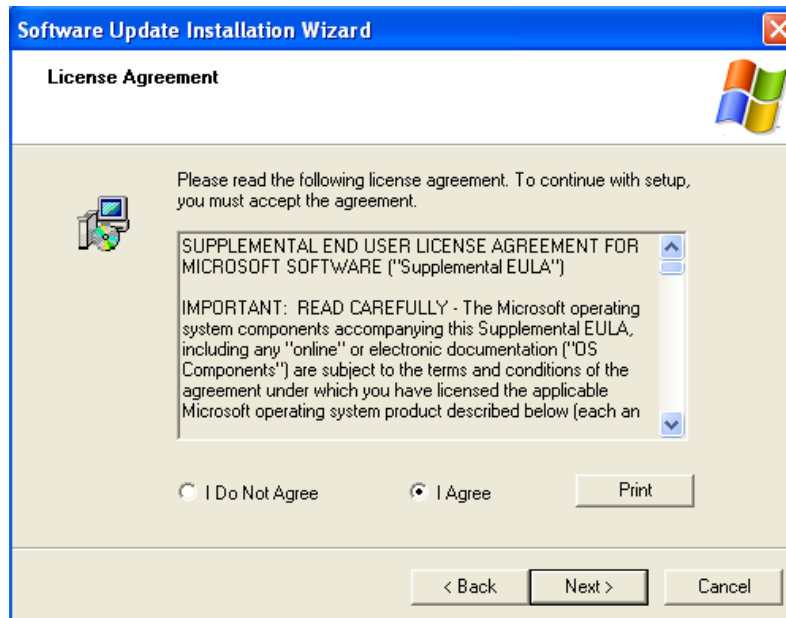 Software Update Installation Wizard
License Agreement
Please read the following license agreement. To continue with setup,
you must accept the agreement.
SUPPLEMENTAL END USER LICENSE AGREEMENT FOR
MICROSOFT SOFTWARE ("Supplemental EULA")
IMPORTANT:  READ CAREFULLY - The Microsoft operating
system components accompanying this Supplemental EULA,
including any "online" or electronic documentation ("OS
Components") are subject to the terms and conditions of the
agreement under which you have licensed the applicable
Microsoft operating system product described below (each an
I Do Not Agree
I Agree
Print
< Back
Next >
Cancel